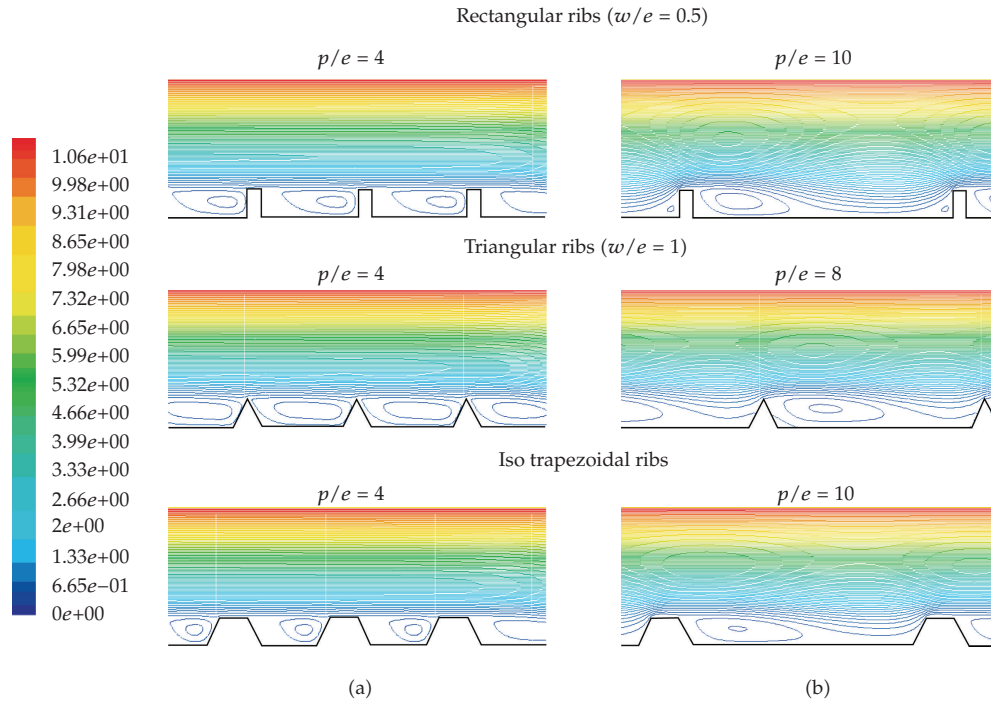 Rectangular ribs (w/e = 0.5)
p/e = 4
p/e = 10
1.06e+01
9.98e+00
9.31e+00
8.65e+00
7.98e+00
7.32e+00
6.65e+00
5.99e+00
5.32e+00
4.66e+00
3.99e+00
3.33e+00
2.66e+00
2e+00
1.33e+00
6.65e−01
0e+00
Triangular ribs (w/e = 1)
p/e = 4
p/e = 8
Iso trapezoidal ribs
p/e = 4
p/e = 10
(a)
(b)